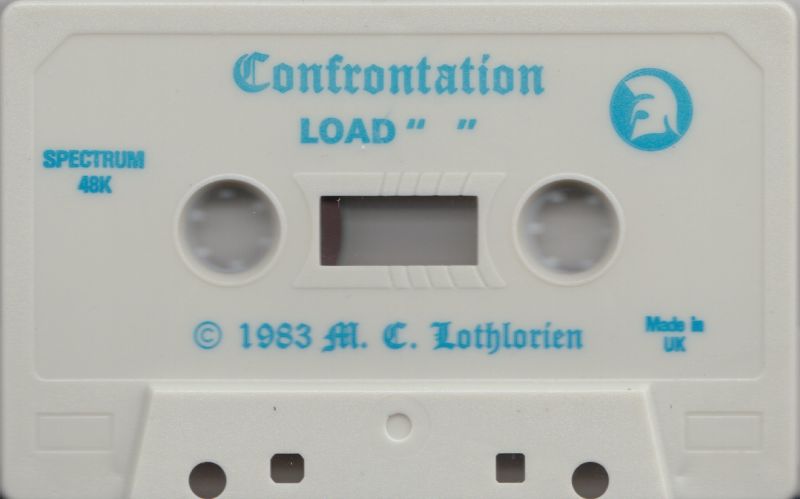 Confrontation
LOAD “ ”
SPECTRUM
48K
© 1983 M. C. Lothlorien
Made in
UK